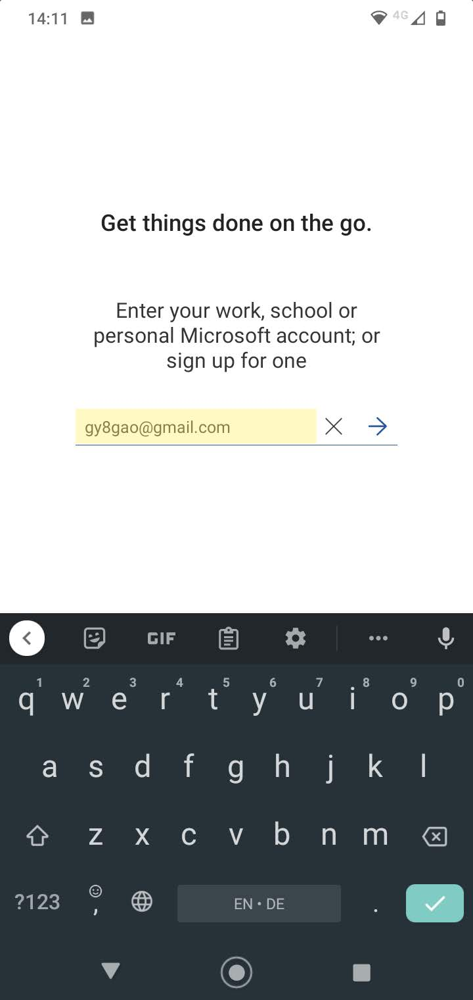 14:11
4G
Get things done on the go.
Enter your work, school or
personal Microsoft account; or
sign up for one
gy8gao@gmail.com
GIF
1 2 3 4 5 6 7 8 9 0
q w e r t y u i o p
a s d f g h j k l
z x c v b n m
?123 , EN • DE .